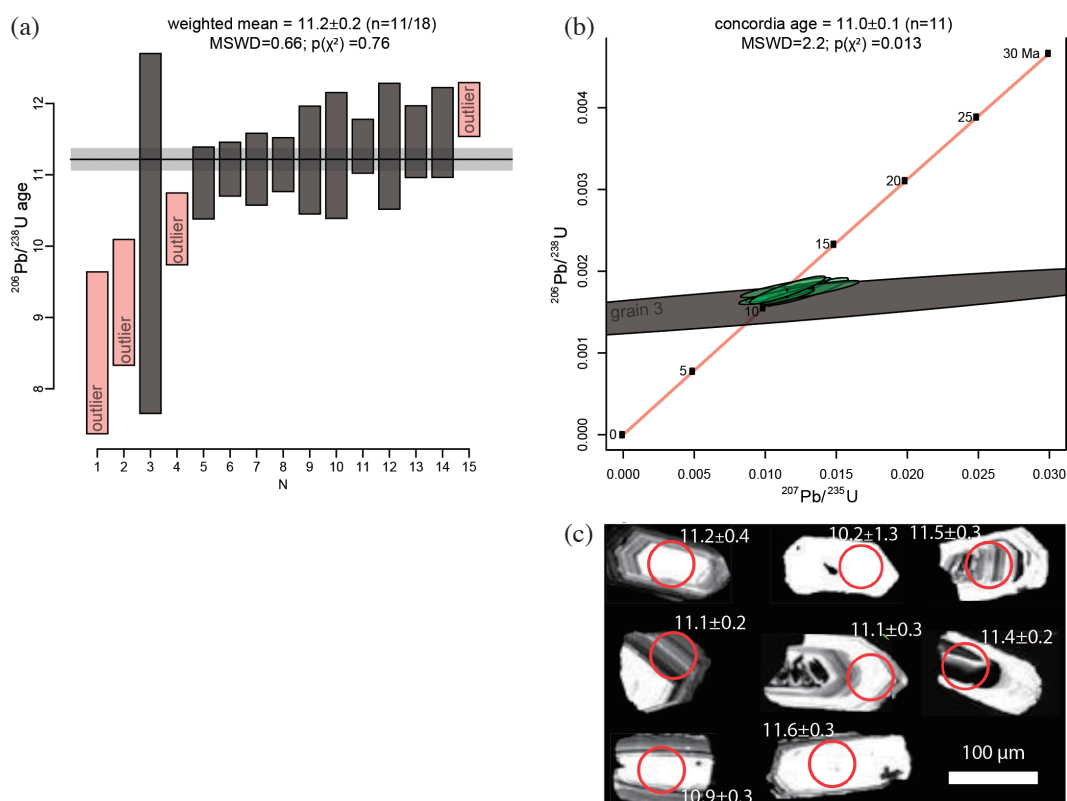 (a)
weighted mean = 11.2±0.2 (n=11/18)
MSWD=0.66; p(χ²) =0.76
²⁰⁶Pb/²³⁸U age
12
11
10
9
8
outlier
outlier
outlier
outlier
1 2 3 4 5 6 7 8 9 10 11 12 13 14 15
N
(b)
concordia age = 11.0±0.1 (n=11)
MSWD=2.2; p(χ²) =0.013
²⁰⁶Pb/²³⁸U
0.004
0.003
0.002
0.001
0.000
30 Ma
25
20
15
10
5
0
grain 3
0.000 0.005 0.010 0.015 0.020 0.025 0.030
²⁰⁷Pb/²³⁵U
(c)
11.2±0.4
10.2±1.3
11.5±0.3
11.1±0.2
11.1±0.3
11.4±0.2
11.6±0.3
10.9±0.3
100 µm